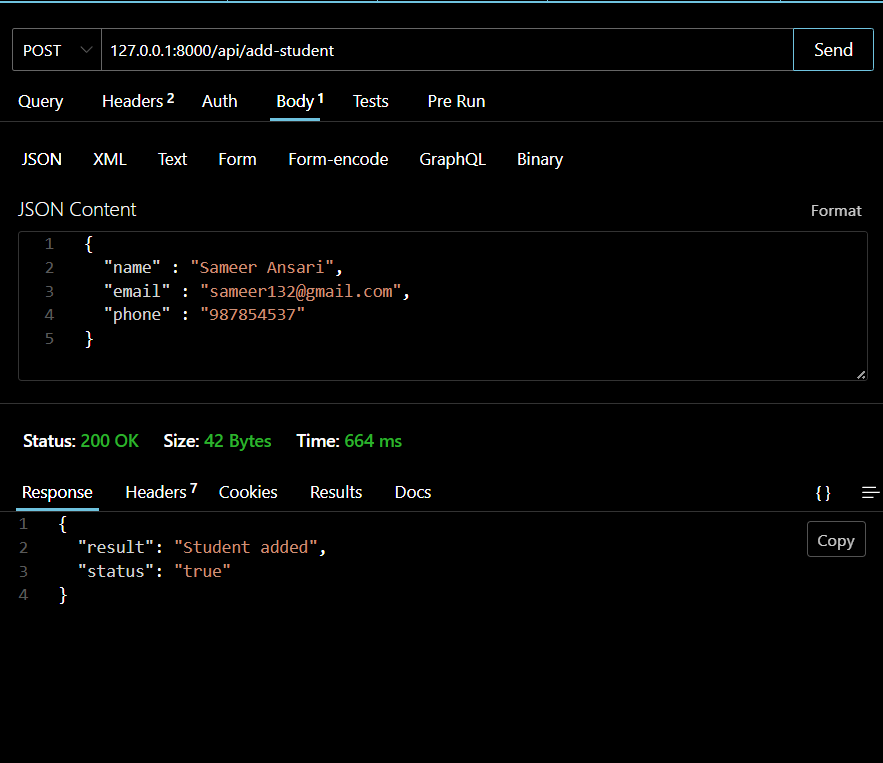 POST 127.0.0.1:8000/api/add-student Send
Query Headers 2 Auth Body 1 Tests Pre Run
JSON XML Text Form Form-encode GraphQL Binary
JSON Content Format
1 {
2 "name" : "Sameer Ansari",
3 "email" : "sameer132@gmail.com",
4 "phone" : "987854537"
5 }
Status: 200 OK Size: 42 Bytes Time: 664 ms
Response Headers 7 Cookies Results Docs {}
1 {
2 "result": "Student added",
3 "status": "true"
4 }
Copy